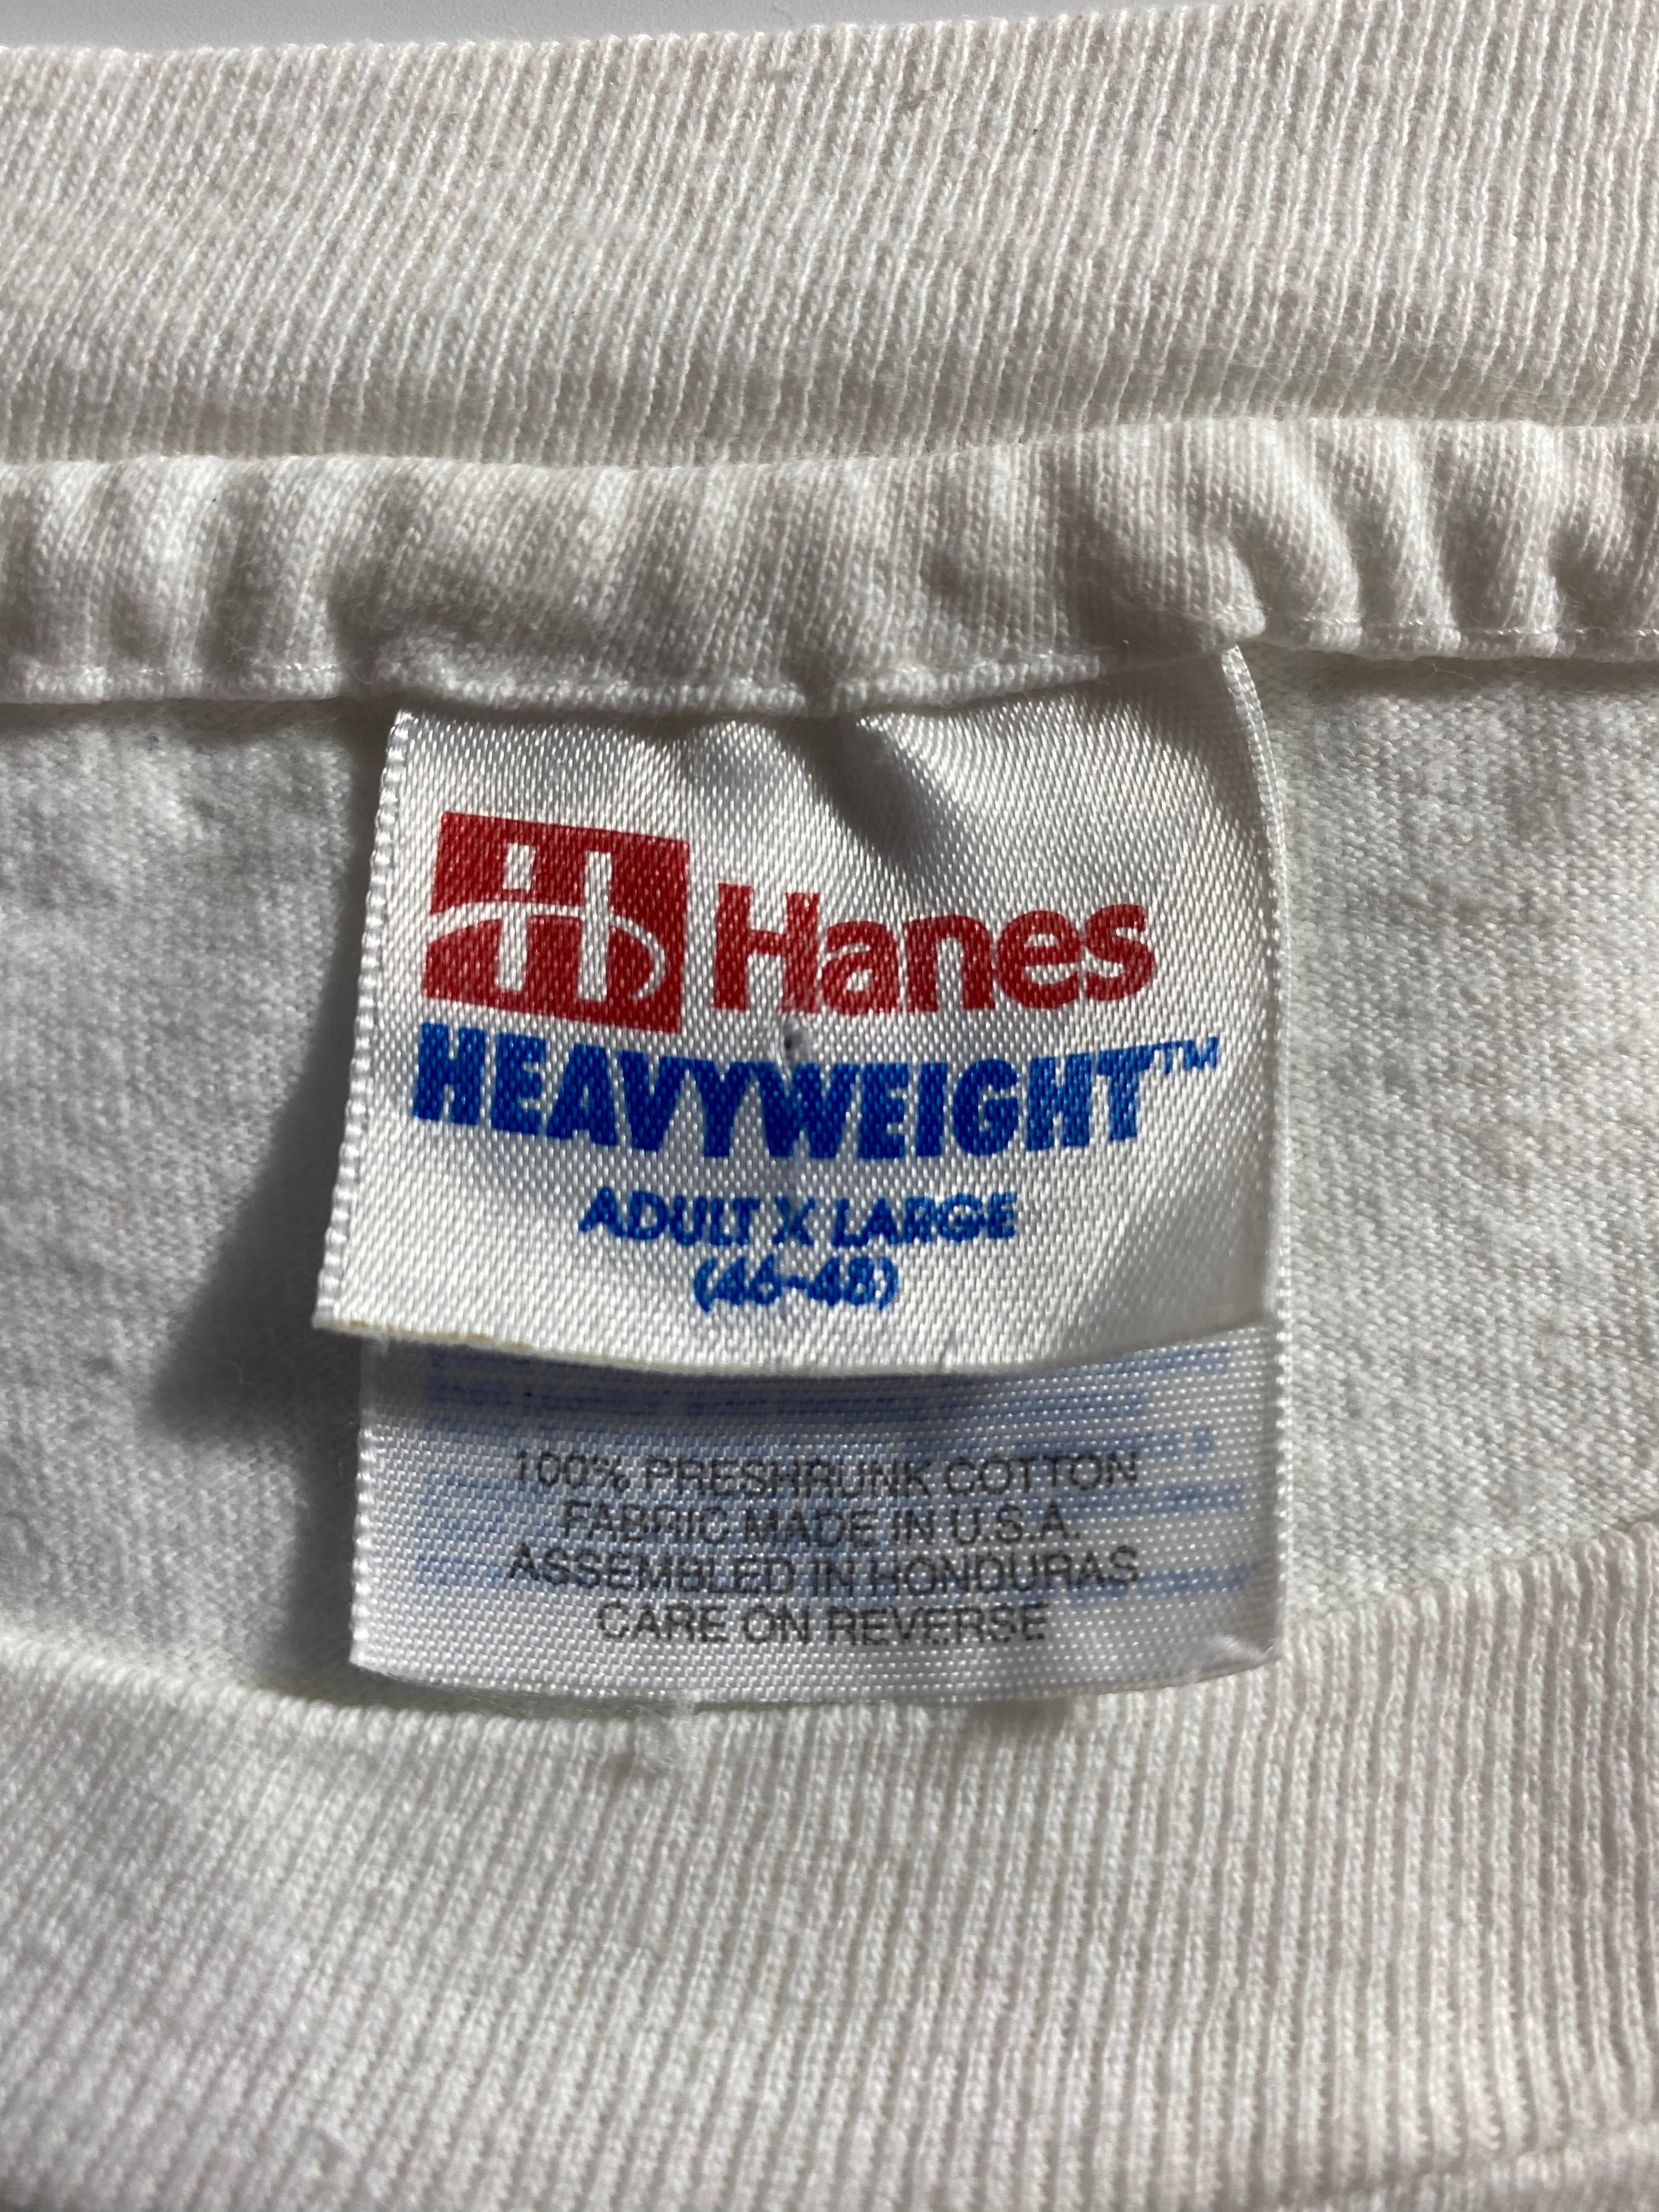 Hanes
HEAVYWEIGHT™
ADULT X LARGE
(46-48)
100% PRESHRUNK COTTON
FABRIC MADE IN U.S.A.
ASSEMBLED IN HONDURAS
CARE ON REVERSE